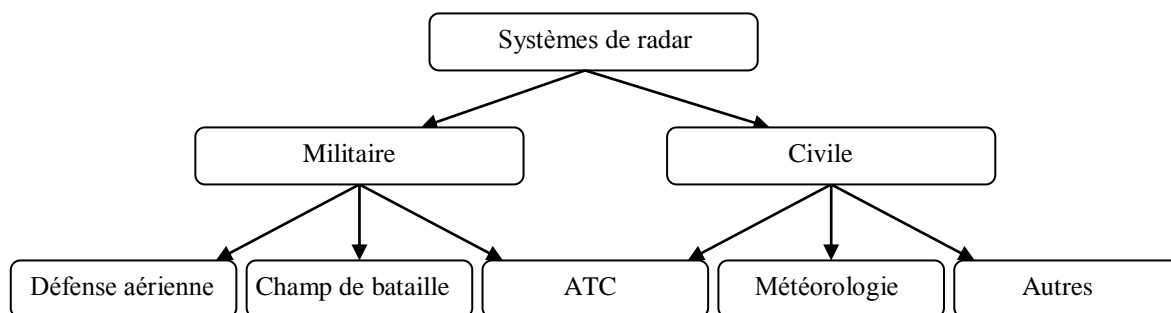 Systèmes de radar
Militaire
Civile
Défense aérienne
Champ de bataille
ATC
Météorologie
Autres